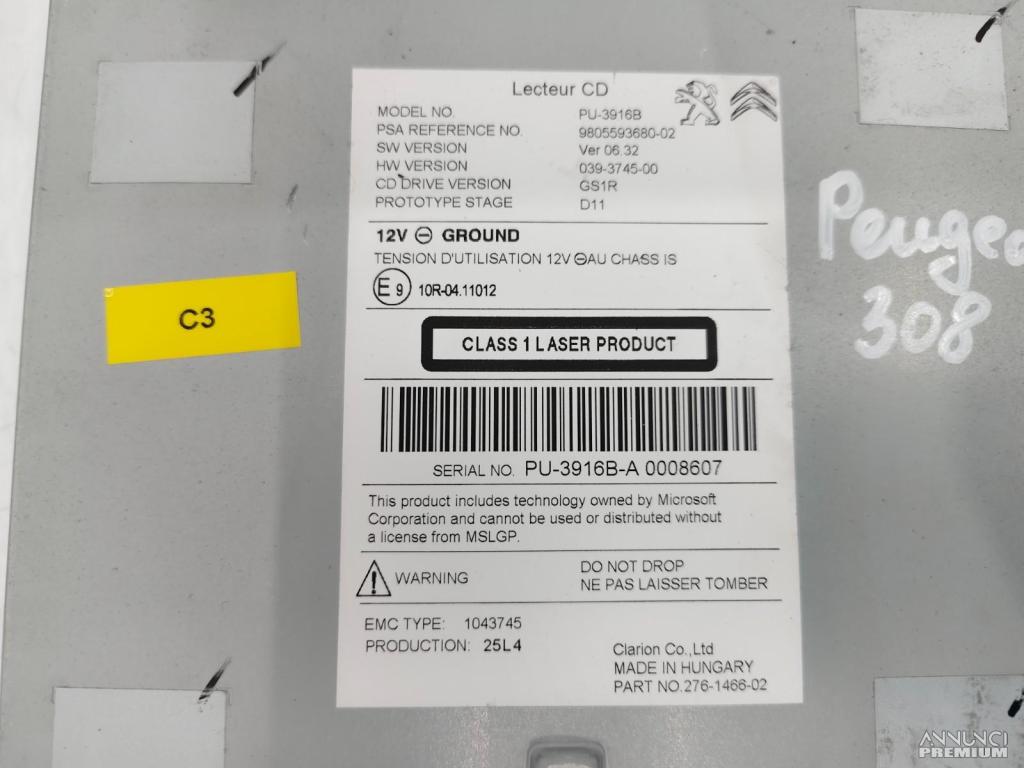 Lecteur CD
MODEL NO. PU-3916B
PSA REFERENCE NO. 9805593680-02
SW VERSION Ver 06.32
HW VERSION 039-3745-00
CD DRIVE VERSION GS1R
PROTOTYPE STAGE D11
12V ⊖ GROUND
TENSION D'UTILISATION 12V ⊖AU CHASSIS
E9 10R-04.11012
CLASS 1 LASER PRODUCT
SERIAL NO. PU-3916B-A 0008607
This product includes technology owned by Microsoft
Corporation and cannot be used or distributed without
a license from MSLGP.
WARNING
DO NOT DROP
NE PAS LAISSER TOMBER
EMC TYPE: 1043745
PRODUCTION: 25L4
Clarion Co.,Ltd
MADE IN HUNGARY
PART NO.276-1466-02
C3
Peugeo
308
ANNUNCI
PREMIUM